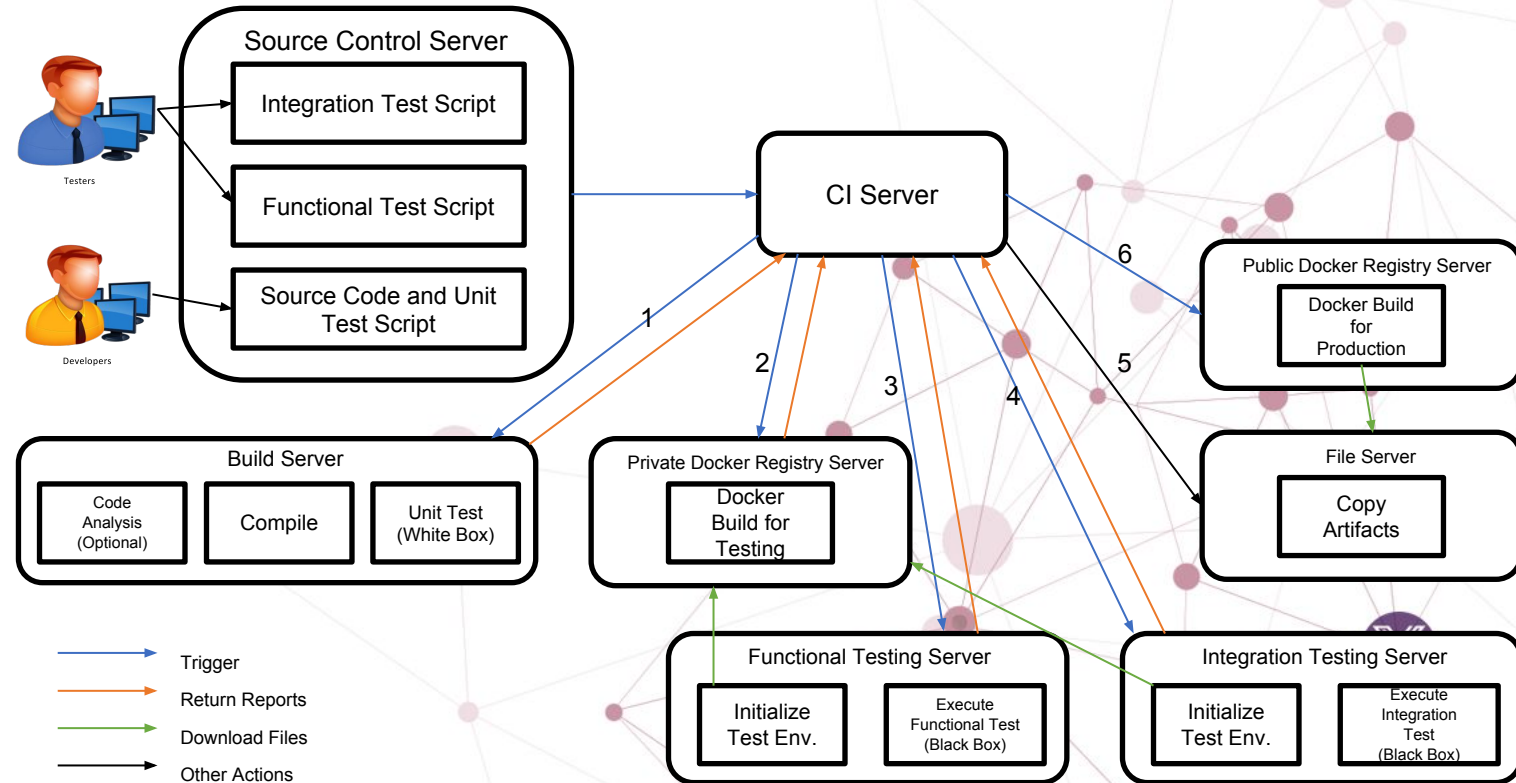 Source Control Server
Integration Test Script
Testers
Functional Test Script
CI Server
Source Code and Unit
Test Script
Developers
1
2
3
4
5
6
Public Docker Registry Server
Docker Build
for
Production
Build Server
Code
Analysis
(Optional)
Compile
Unit Test
(White Box)
Private Docker Registry Server
Docker
Build for
Testing
File Server
Copy
Artifacts
Functional Testing Server
Initialize
Test Env.
Execute
Functional Test
(Black Box)
Integration Testing Server
Initialize
Test Env.
Execute
Integration
Test
(Black Box)
Trigger
Return Reports
Download Files
Other Actions